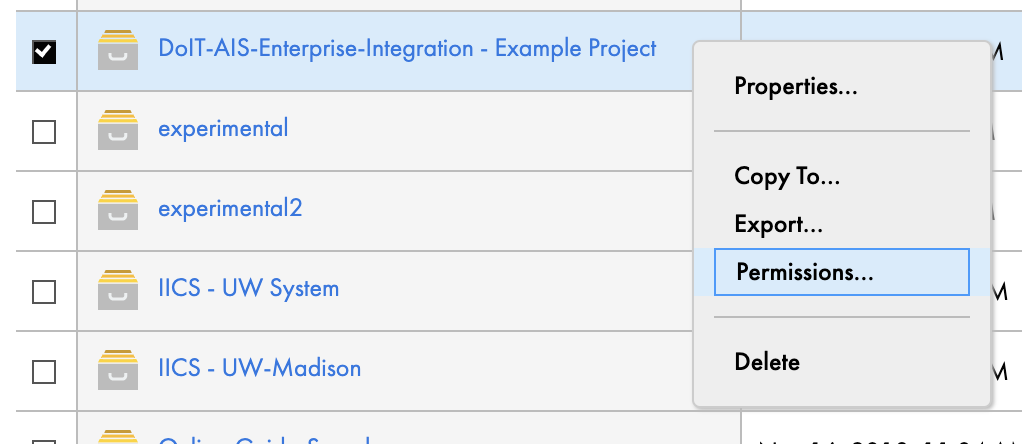 DoIT-AIS-Enterprise-Integration - Example Project
Properties...
experimental
Copy To...
experimental2
Export...
Permissions...
IICS - UW System
IICS - UW-Madison
Delete